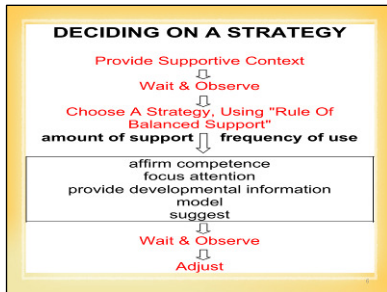 DECIDING ON A STRATEGY
Provide Supportive Context
Wait & Observe
Choose A Strategy, Using "Rule Of
Balanced Support"
amount of support frequency of use
affirm competence
focus attention
provide developmental information
model
suggest
Wait & Observe
Adjust
6